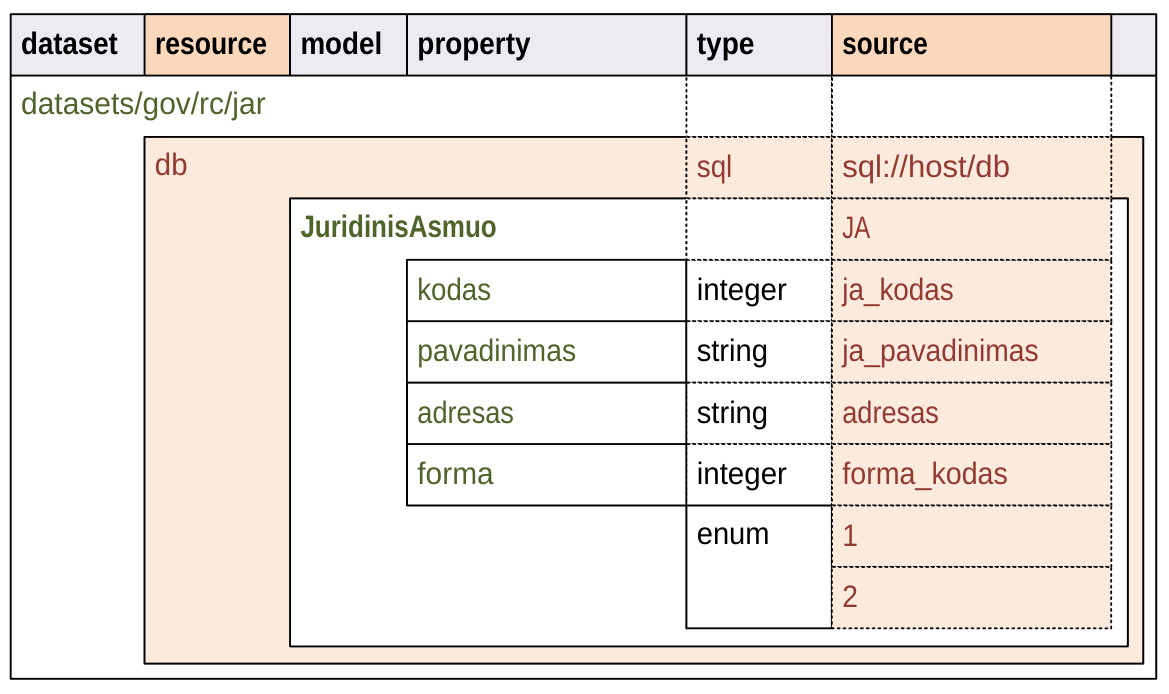 dataset resource model property type source
datasets/gov/rc/jar
db sql sql://host/db
JuridinisAsmuo JA
kodas integer ja_kodas
pavadinimas string ja_pavadinimas
adresas string adresas
forma integer forma_kodas
enum 1
2